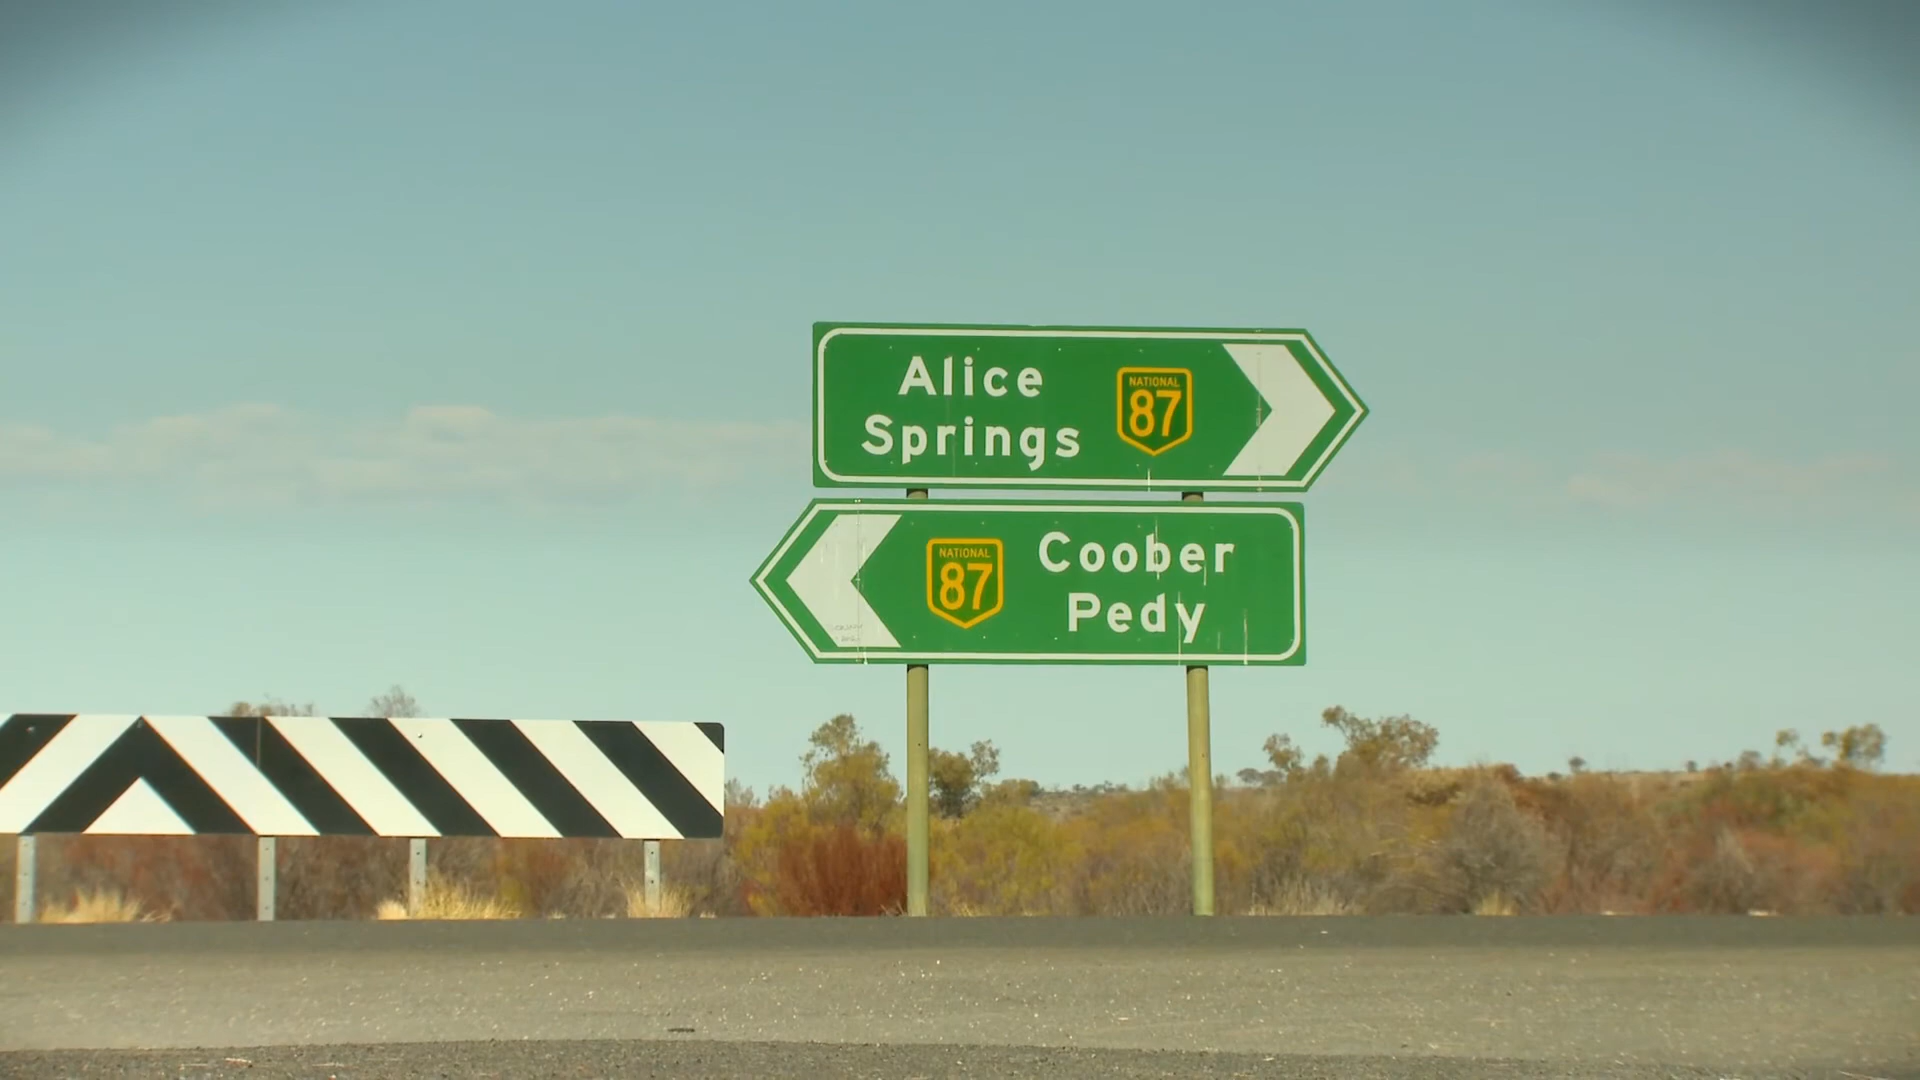 Alice
Springs
NATIONAL
87
NATIONAL
87
Coober
Pedy